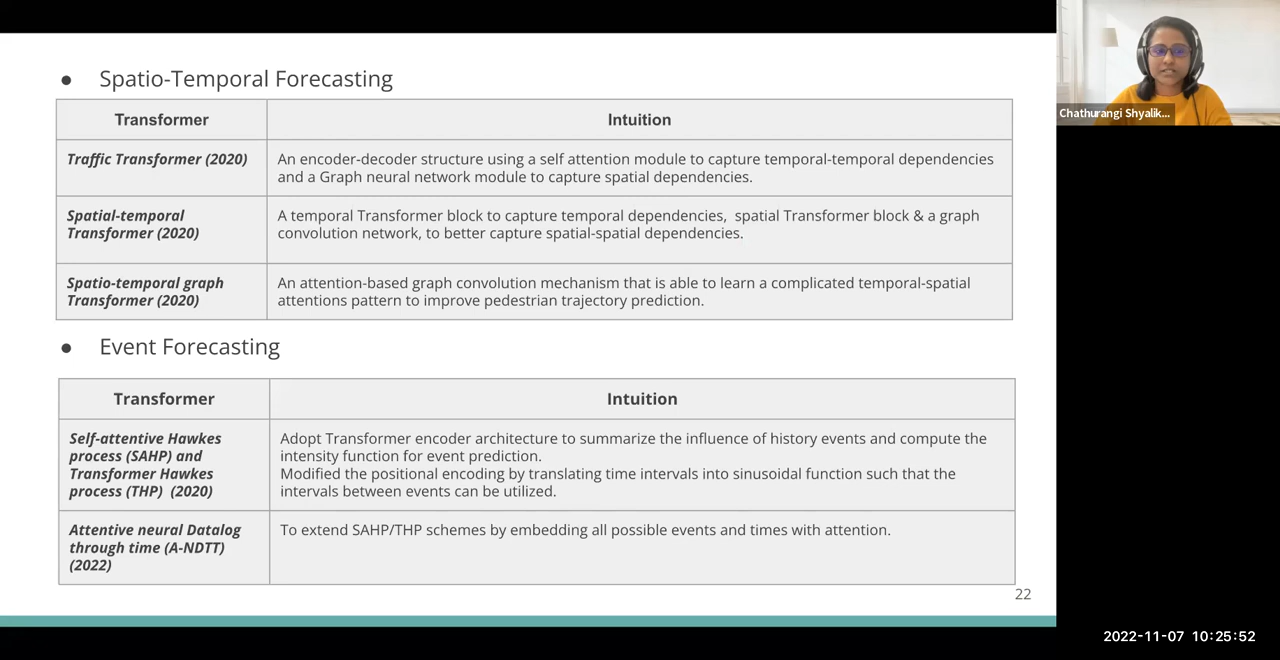 ● Spatio-Temporal Forecasting
Transformer Intuition
Traffic Transformer (2020)
An encoder-decoder structure using a self attention module to capture temporal-temporal dependencies
and a Graph neural network module to capture spatial dependencies.
Spatial-temporal
Transformer (2020)
A temporal Transformer block to capture temporal dependencies, spatial Transformer block & a graph
convolution network, to better capture spatial-spatial dependencies.
Spatio-temporal graph
Transformer (2020)
An attention-based graph convolution mechanism that is able to learn a complicated temporal-spatial
attentions pattern to improve pedestrian trajectory prediction.
● Event Forecasting
Transformer Intuition
Self-attentive Hawkes
process (SAHP) and
Transformer Hawkes
process (THP) (2020)
Adopt Transformer encoder architecture to summarize the influence of history events and compute the
intensity function for event prediction.
Modified the positional encoding by translating time intervals into sinusoidal function such that the
intervals between events can be utilized.
Attentive neural Datalog
through time (A-NDTT)
(2022)
To extend SAHP/THP schemes by embedding all possible events and times with attention.
22
Chathurangi Shyalik...
2022-11-07 10:25:52